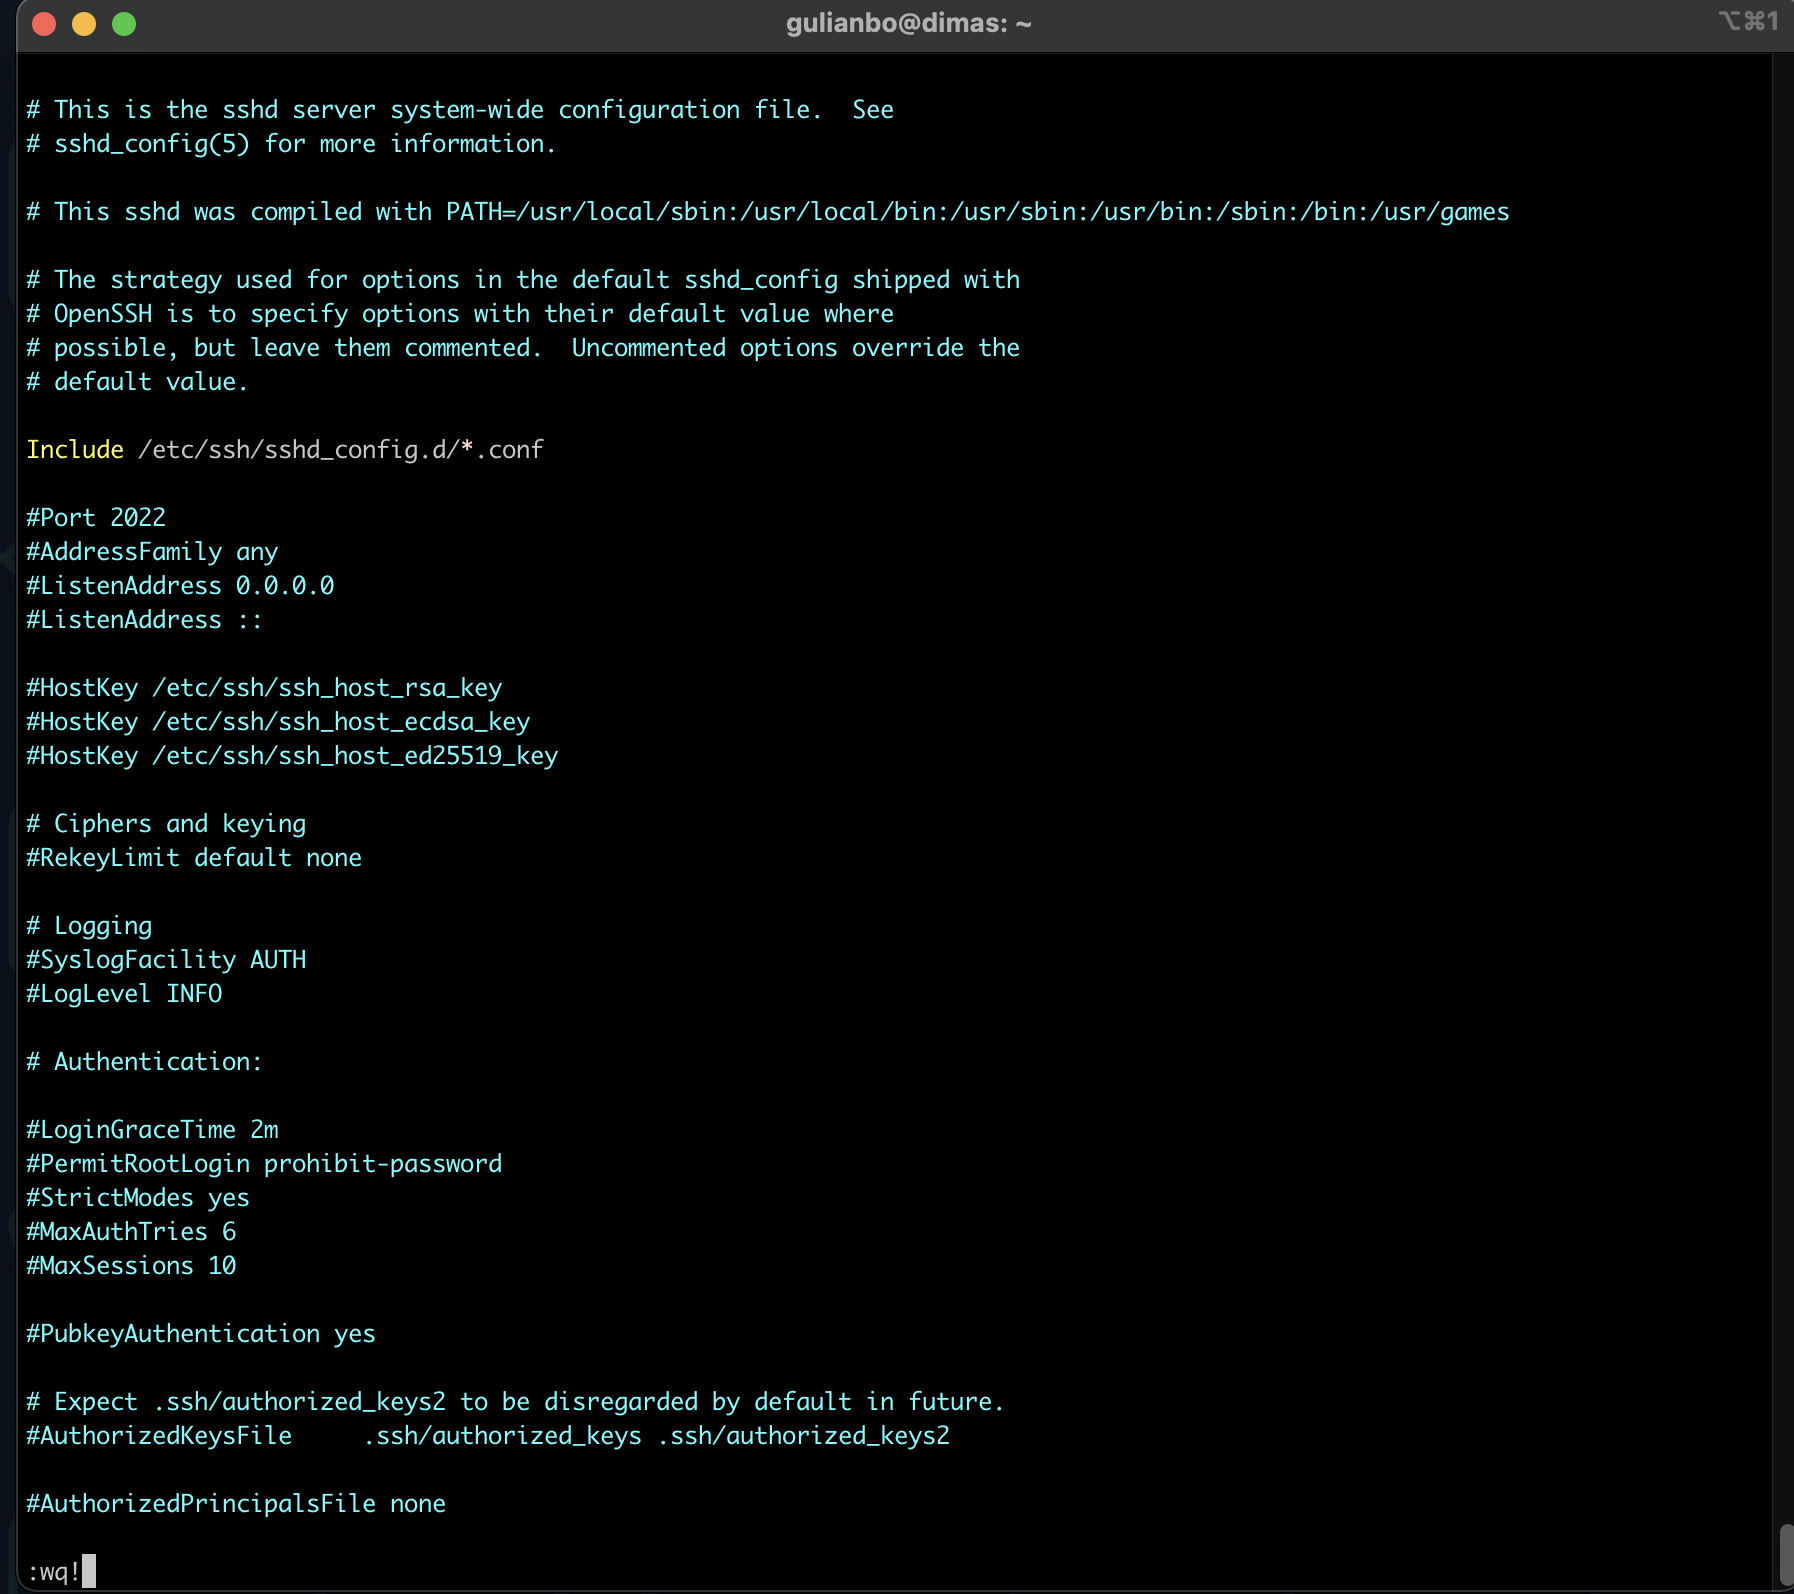 gulianbo@dimas: ~
⌥⌘1
# This is the sshd server system-wide configuration file.  See
# sshd_config(5) for more information.
# This sshd was compiled with PATH=/usr/local/sbin:/usr/local/bin:/usr/sbin:/usr/bin:/sbin:/bin:/usr/games
# The strategy used for options in the default sshd_config shipped with
# OpenSSH is to specify options with their default value where
# possible, but leave them commented.  Uncommented options override the
# default value.
Include /etc/ssh/sshd_config.d/*.conf
#Port 2022
#AddressFamily any
#ListenAddress 0.0.0.0
#ListenAddress ::
#HostKey /etc/ssh/ssh_host_rsa_key
#HostKey /etc/ssh/ssh_host_ecdsa_key
#HostKey /etc/ssh/ssh_host_ed25519_key
# Ciphers and keying
#RekeyLimit default none
# Logging
#SyslogFacility AUTH
#LogLevel INFO
# Authentication:
#LoginGraceTime 2m
#PermitRootLogin prohibit-password
#StrictModes yes
#MaxAuthTries 6
#MaxSessions 10
#PubkeyAuthentication yes
# Expect .ssh/authorized_keys2 to be disregarded by default in future.
#AuthorizedKeysFile     .ssh/authorized_keys .ssh/authorized_keys2
#AuthorizedPrincipalsFile none
:wq!